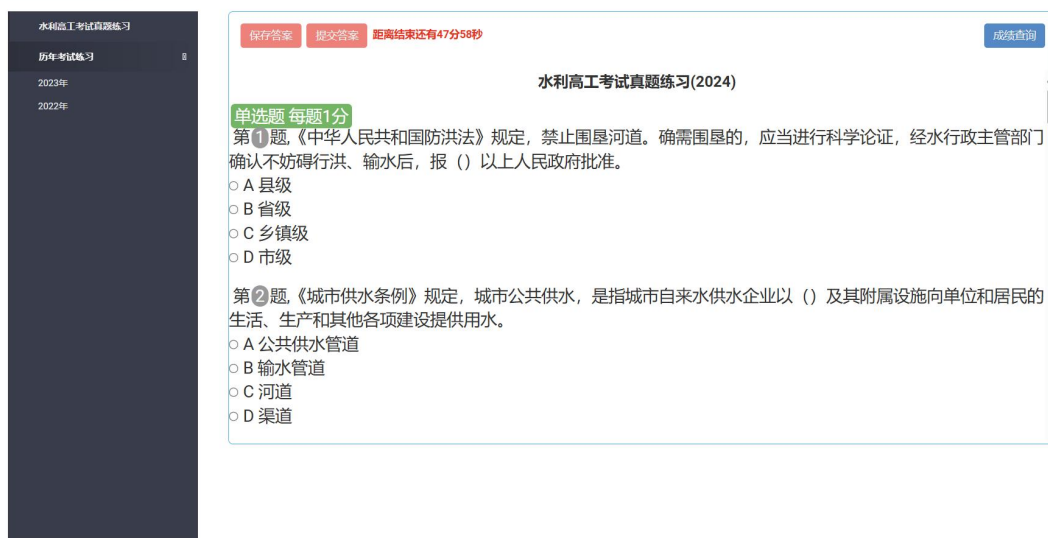 水利高工考试真题练习
历年考试练习
2023年
2022年
保存答案 提交答案 距离结束还有47分58秒 成绩查询
水利高工考试真题练习(2024)
单选题 每题1分
第1题,《中华人民共和国防洪法》规定，禁止围垦河道。确需围垦的，应当进行科学论证，经水行政主管部门
确认不妨碍行洪、输水后，报（）以上人民政府批准。
A 县级
B 省级
C 乡镇级
D 市级
第2题,《城市供水条例》规定，城市公共供水，是指城市自来水供水企业以（）及其附属设施向单位和居民的
生活、生产和其他各项建设提供用水。
A 公共供水管道
B 输水管道
C 河道
D 渠道